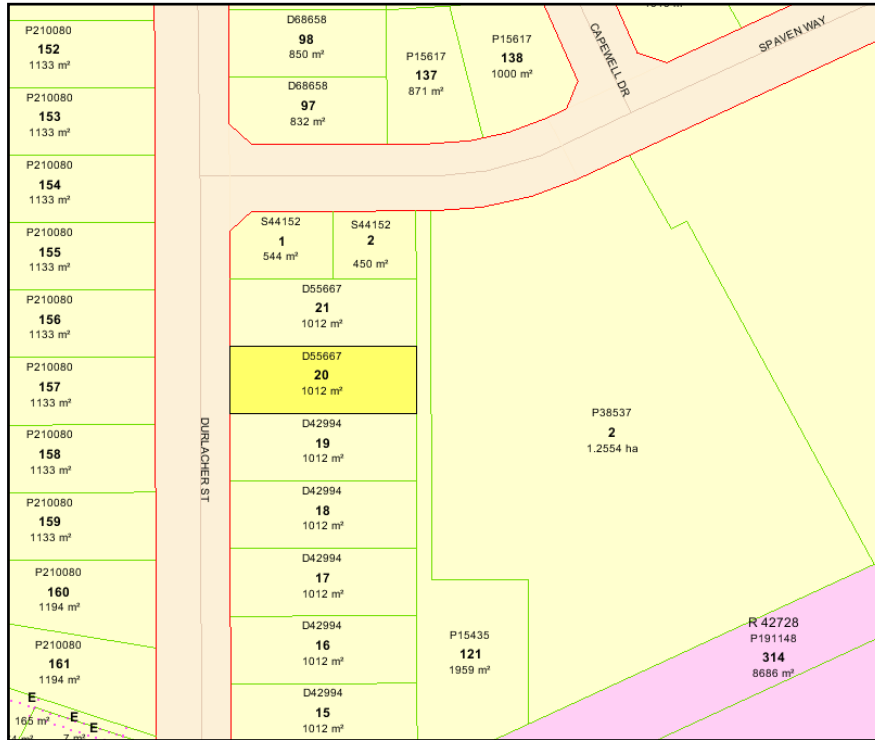 P210080
152
1133 m²
P210080
153
1133 m²
P210080
154
1133 m²
P210080
155
1133 m²
P210080
156
1133 m²
P210080
157
1133 m²
P210080
158
1133 m²
P210080
159
1133 m²
P210080
160
1194 m²
P210080
161
1194 m²
E
165 m²
E
E
DURLACHER ST
D68658
98
850 m²
D68658
97
832 m²
P15617
137
871 m²
P15617
138
1000 m²
CAPEWELL DR
SPAVEN WAY
S44152
1
544 m²
S44152
2
450 m²
D55667
21
1012 m²
D55667
20
1012 m²
D42994
19
1012 m²
D42994
18
1012 m²
D42994
17
1012 m²
D42994
16
1012 m²
D42994
15
1012 m²
P38537
2
1.2554 ha
P15435
121
1959 m²
R 42728
P191148
314
8686 m²